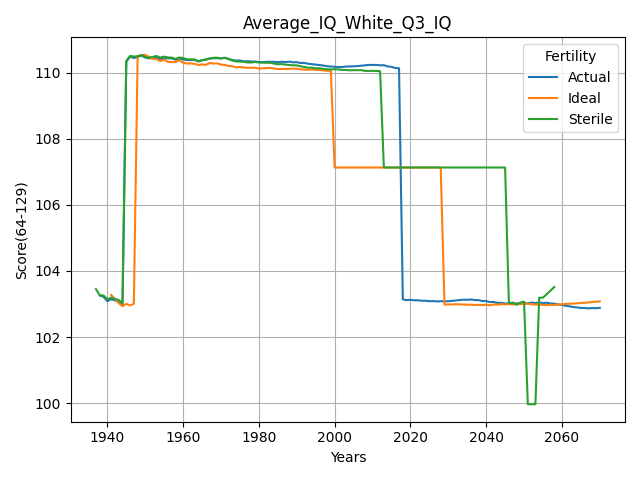 Average_IQ_White_Q3_IQ
Fertility
Actual
Ideal
Sterile
Score(64-129)
110
108
106
104
102
100
1940 1960 1980 2000 2020 2040 2060
Years